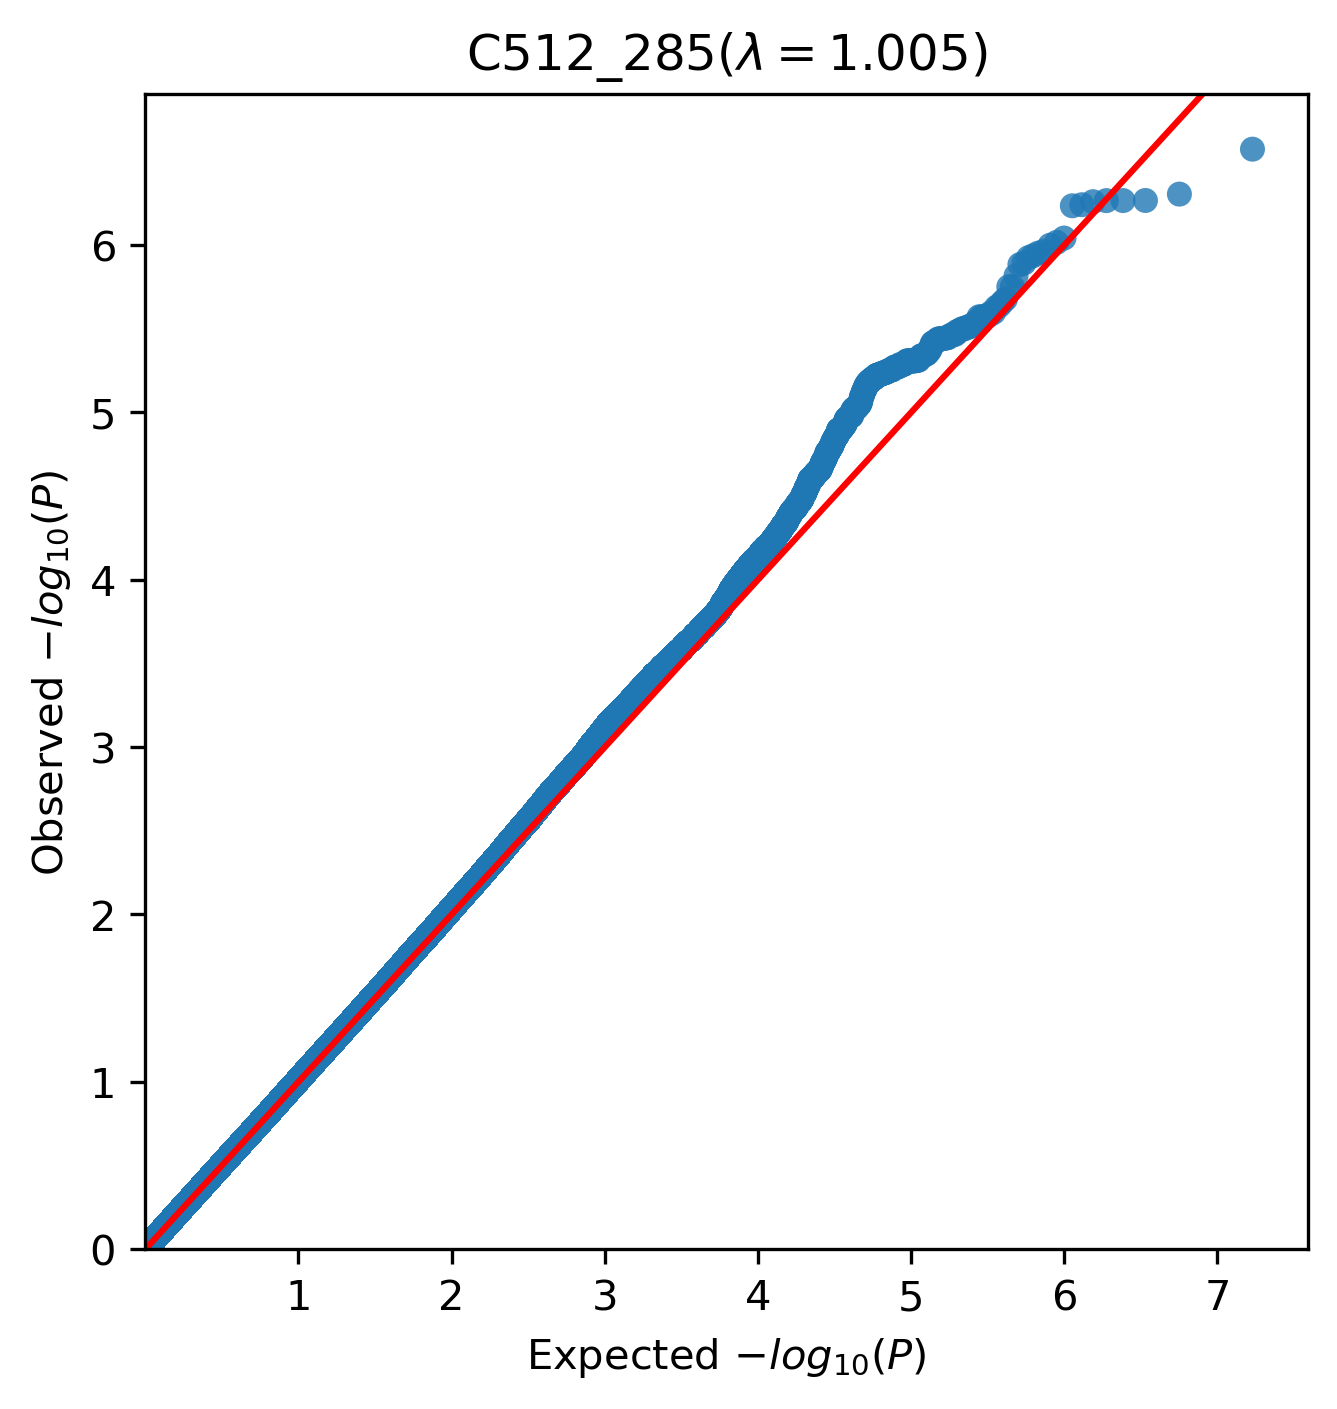 C512_285(λ = 1.005)
Observed −log₁₀(P)
6
5
4
3
2
1
0
1 2 3 4 5 6 7
Expected −log₁₀(P)